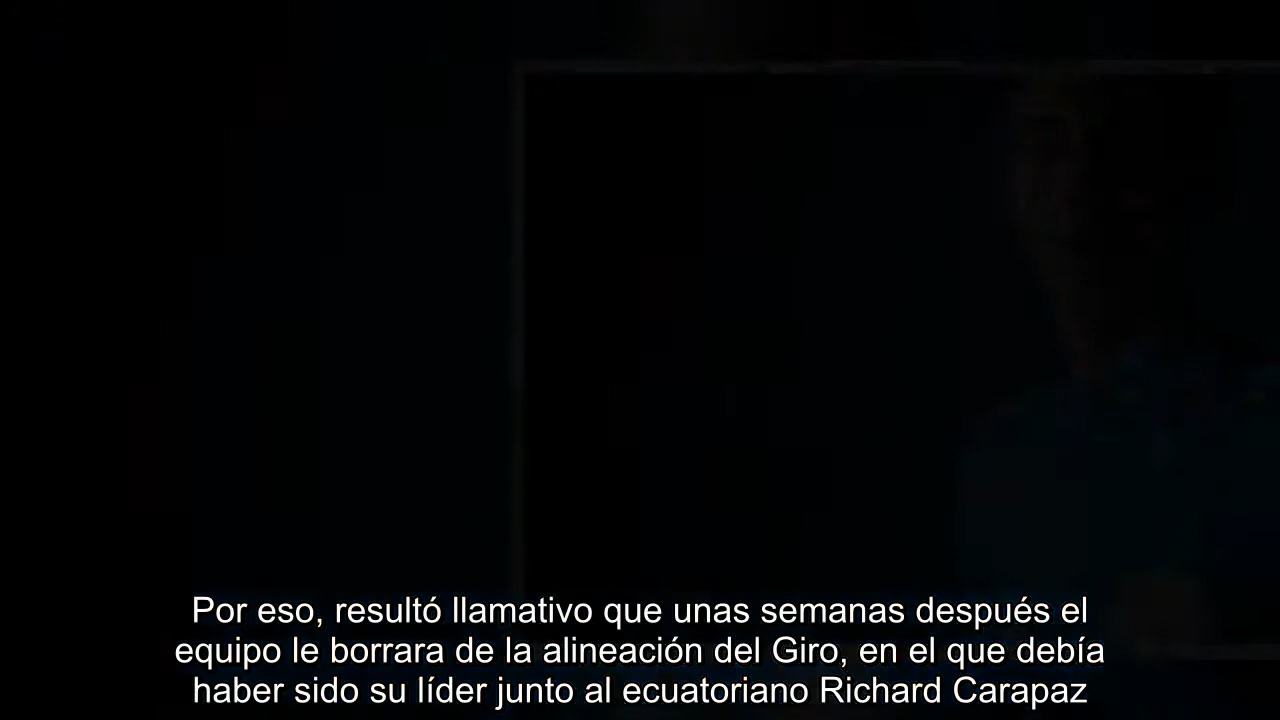 Por eso, resultó llamativo que unas semanas después el
equipo le borrara de la alineación del Giro, en el que debía
haber sido su líder junto al ecuatoriano Richard Carapaz